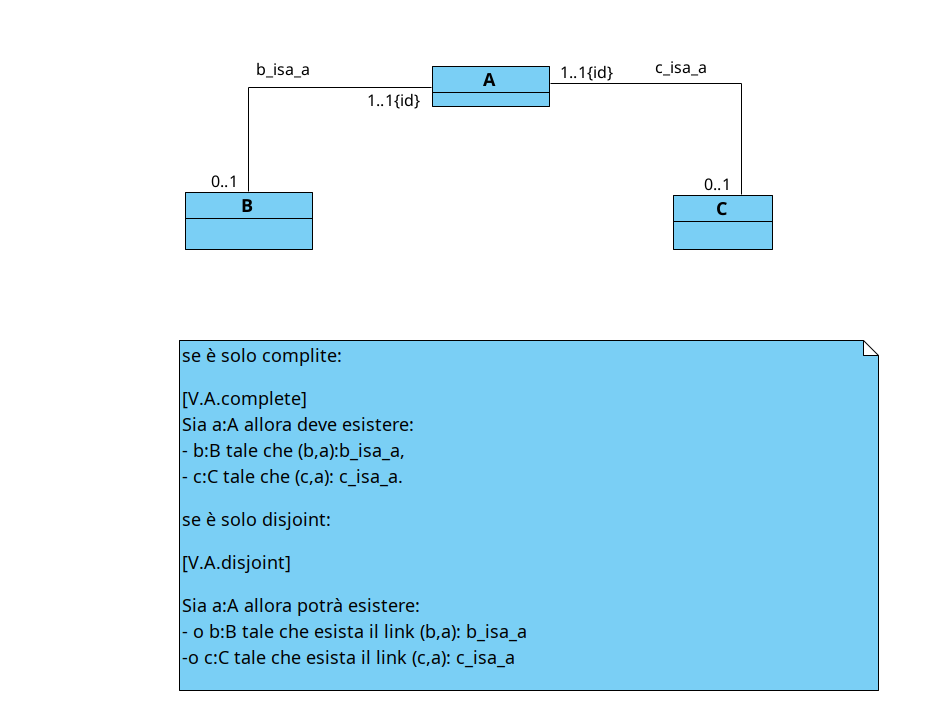 b_isa_a
A
1..1{id}
c_isa_a
1..1{id}
0..1
0..1
B
C
se è solo complite:
[V.A.complete]
Sia a:A allora deve esistere:
- b:B tale che (b,a):b_isa_a,
- c:C tale che (c,a): c_isa_a.
se è solo disjoint:
[V.A.disjoint]
Sia a:A allora potrà esistere:
- o b:B tale che esista il link (b,a): b_isa_a
-o c:C tale che esista il link (c,a): c_isa_a